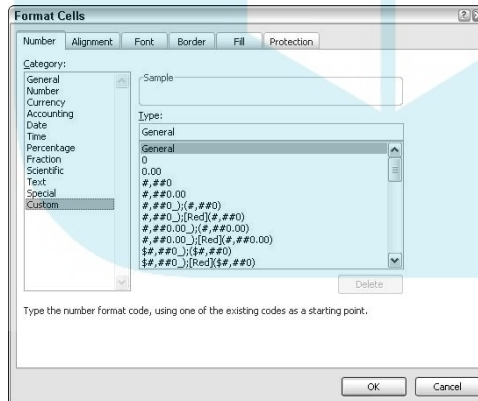 Format Cells
Number Alignment Font Border Fill Protection
Category:
General
Number
Currency
Accounting
Date
Time
Percentage
Fraction
Scientific
Text
Special
Custom
Sample
Type:
General
General
0
0.00
#,##0
#,##0.00
#,##0_);(#,##0)
#,##0_);[Red](#,##0)
#,##0.00_);(#,##0.00)
#,##0.00_);[Red](#,##0.00)
$#,##0_);($#,##0)
$#,##0_);[Red]($#,##0)
Delete
Type the number format code, using one of the existing codes as a starting point.
OK Cancel